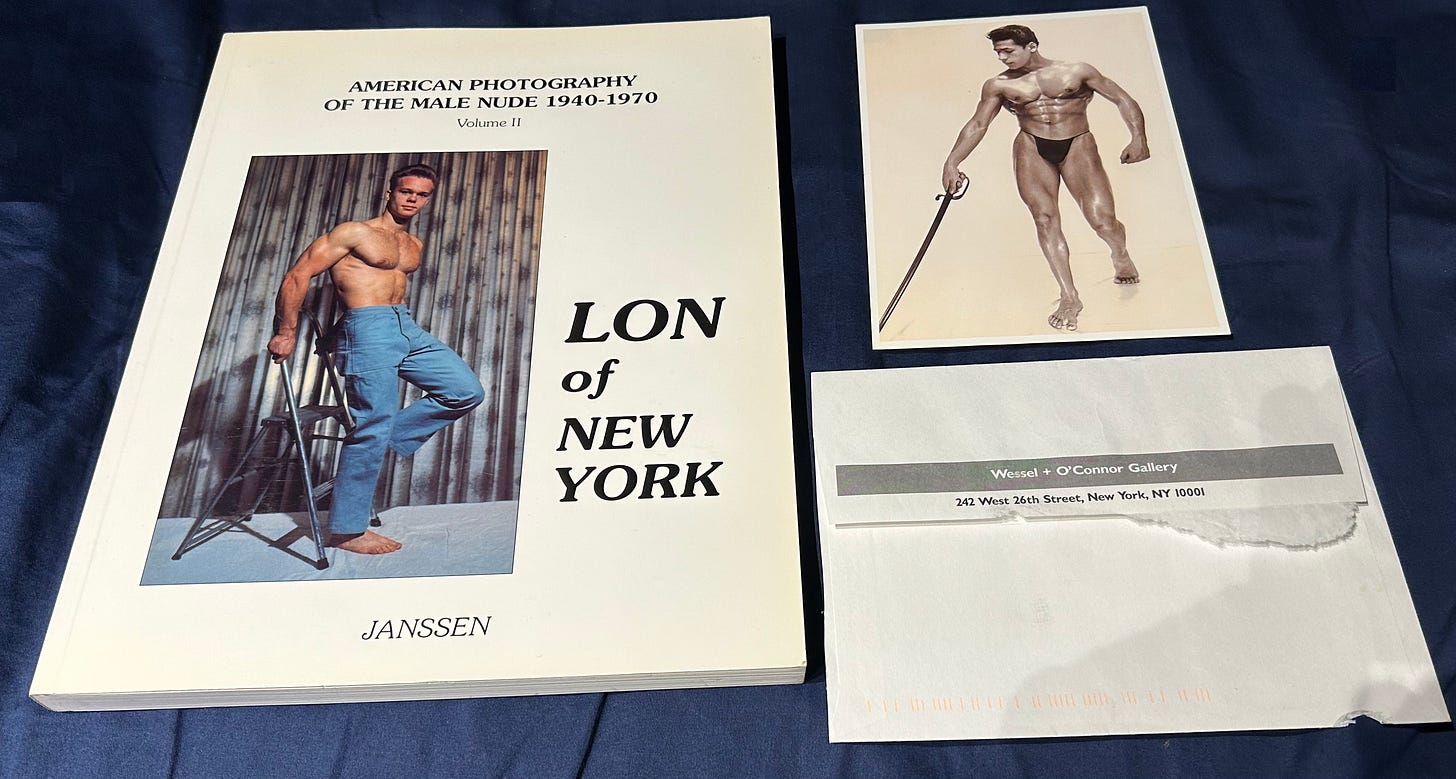 AMERICAN PHOTOGRAPHY
OF THE MALE NUDE 1940-1970
Volume II
LON
of
NEW
YORK
JANSSEN
Wessel + O'Connor Gallery
242 West 26th Street, New York, NY 10001